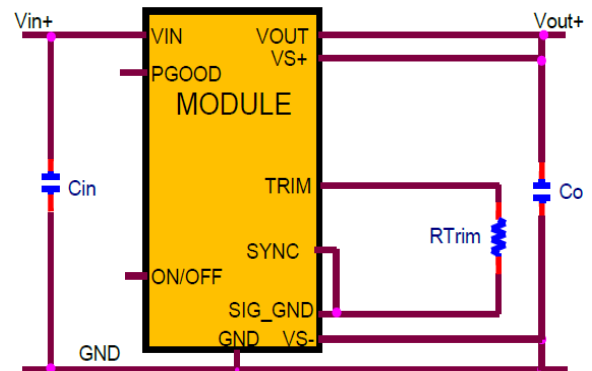 Vin+
Vout+
VIN
VOUT
VS+
PGOOD
MODULE
Cin
TRIM
Co
RTrim
SYNC
ON/OFF
SIG_GND
GND
VS-
GND